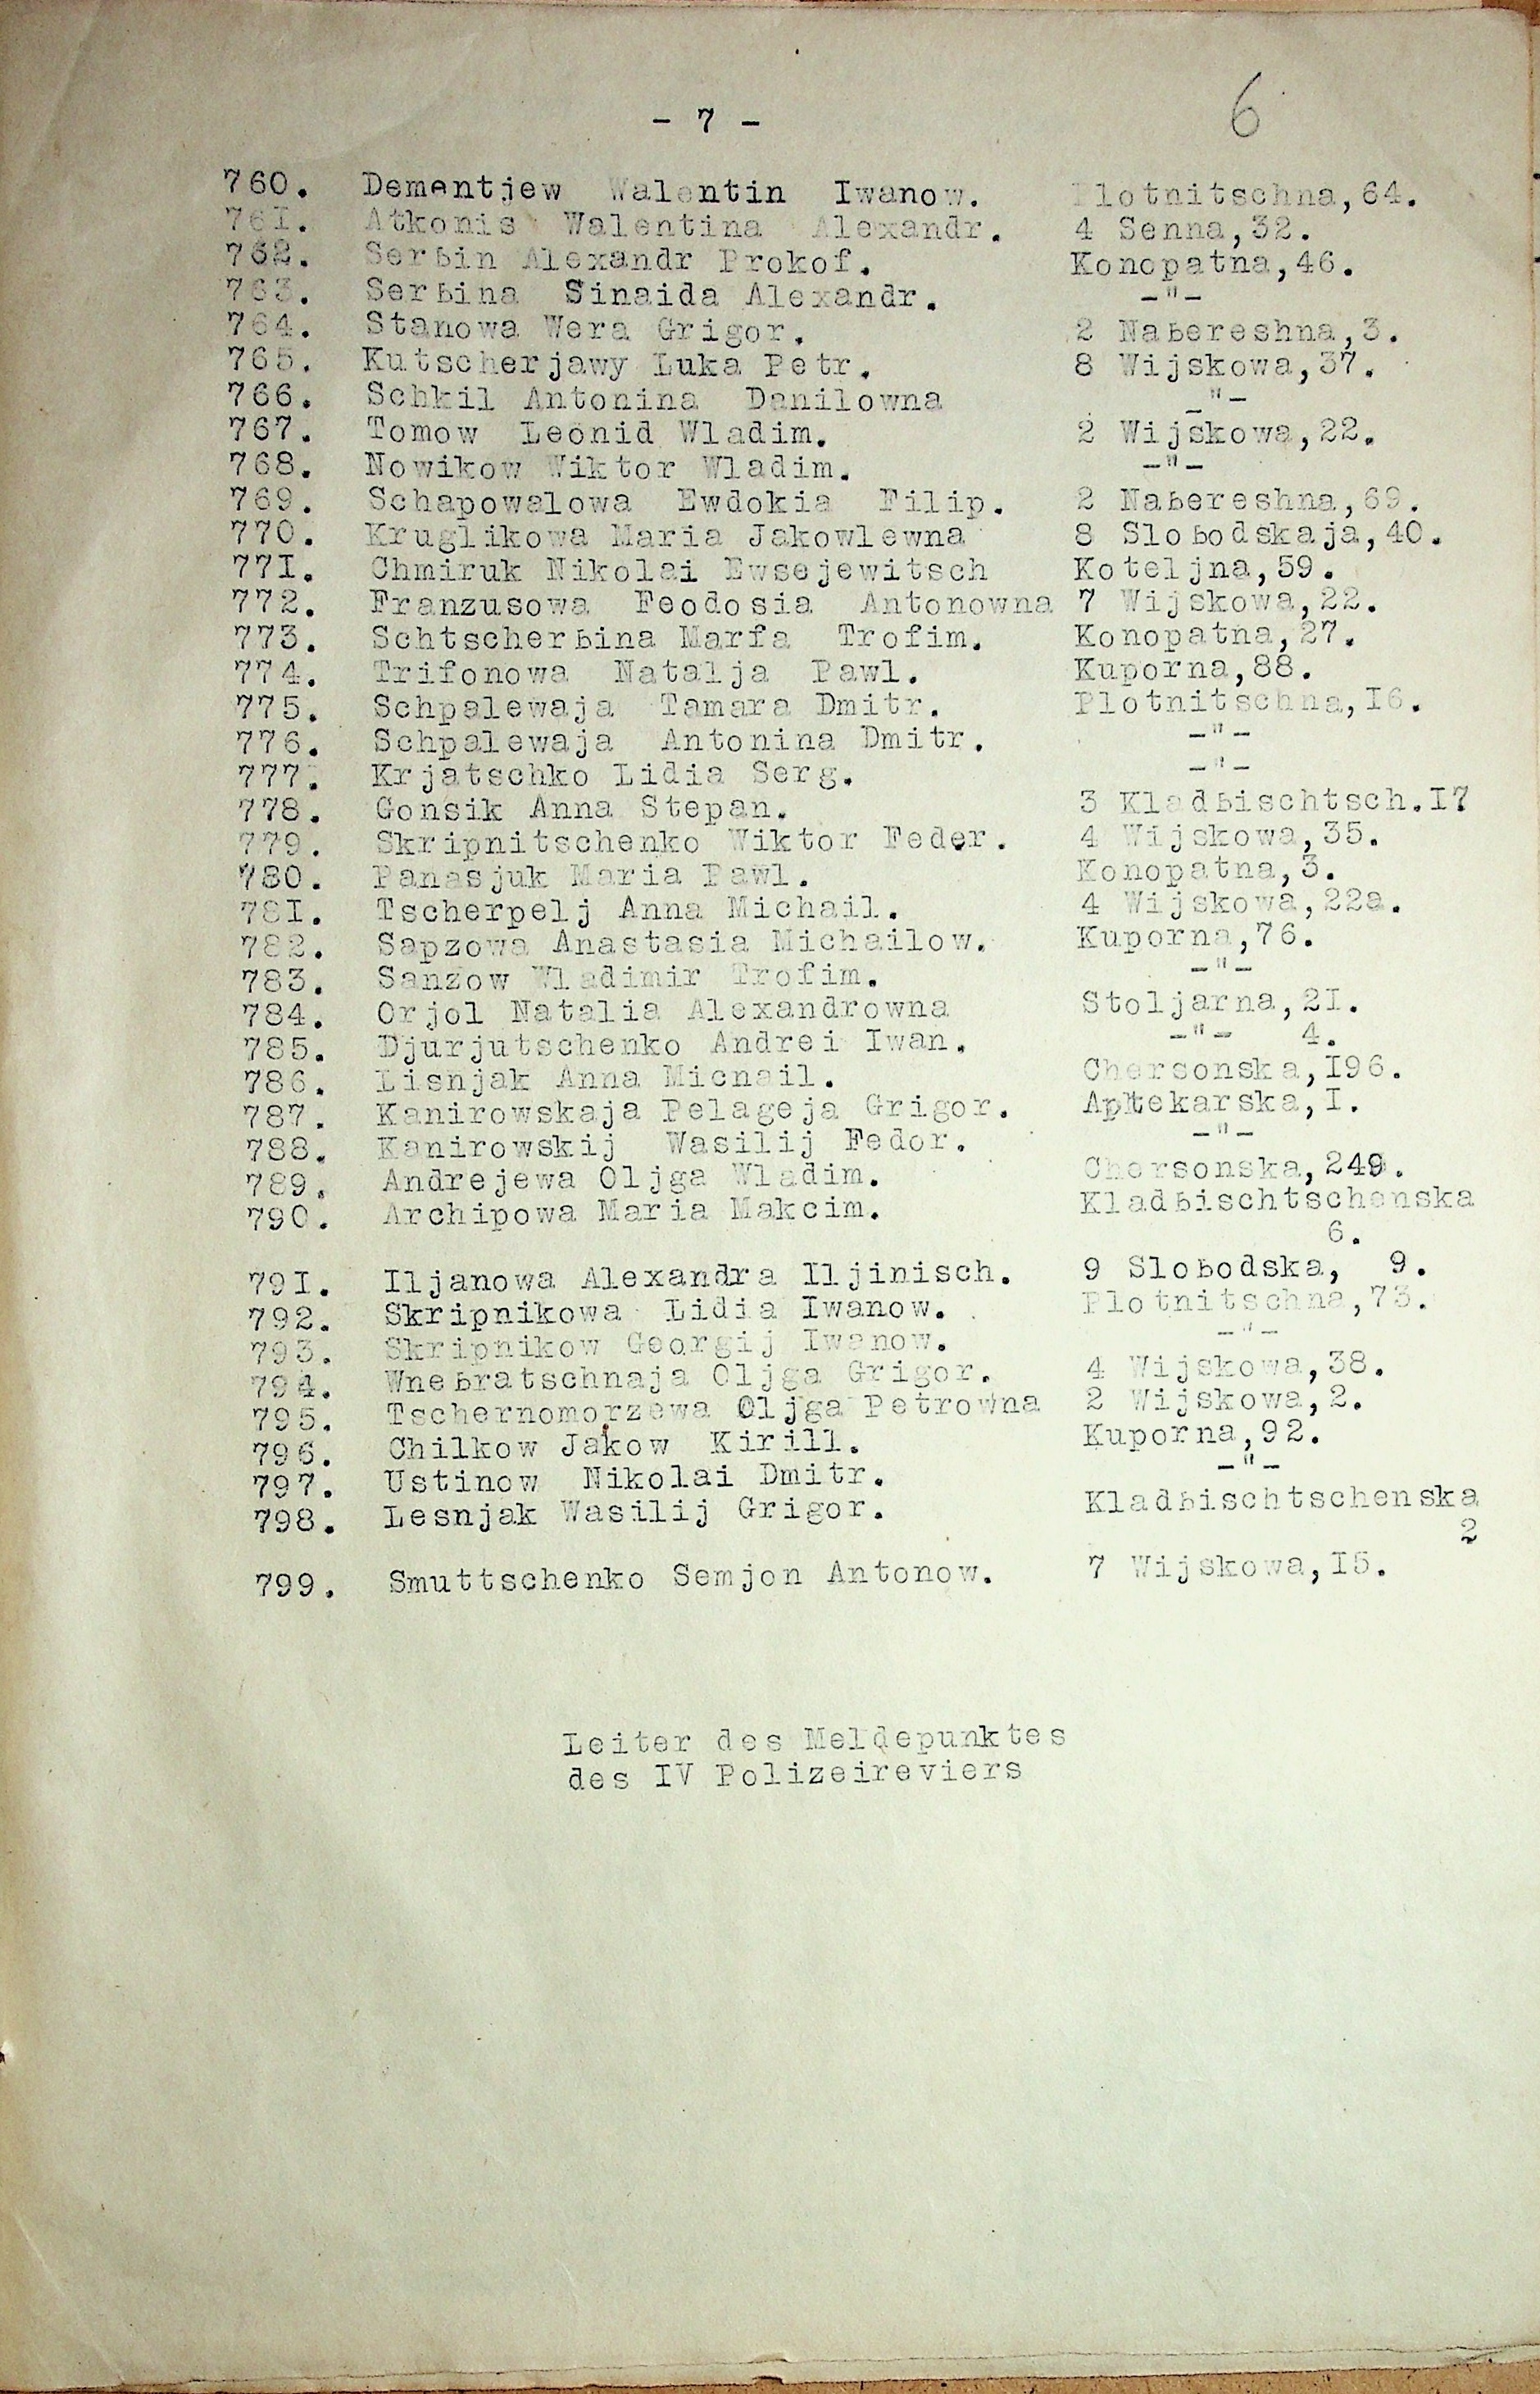 - 7 -
6
760. Dementjew Walentin Iwanow. Plotnitschna,64.
76I. Atkonis Walentina Alexandr. 4 Senna,32.
762. Serbin Alexandr Prokof. Konopatna,46.
763. Serbina Sinaida Alexandr. -"-
764. Stanowa Wera Grigor. 2 Nabereshna,3.
765. Kutscherjawy Luka Petr. 8 Wijskowa,37.
766. Schkil Antonina Danilowna -"-
767. Tomow Leonid Wladim. 2 Wijskowa,22.
768. Nowikow Wiktor Wladim. -"-
769. Schapowalowa Ewdokia Filip. 2 Nabereshna,69.
770. Kruglikowa Maria Jakowlewna 8 Slobodskaja,40.
77I. Chmiruk Nikolai Ewsejewitsch Koteljna,59.
772. Franzusowa Feodosia Antonowna 7 Wijskowa,22.
773. Schtscherbina Marfa Trofim. Konopatna,27.
774. Trifonowa Natalja Pawl. Kuporna,88.
775. Schpalewaja Tamara Dmitr. Plotnitschna,I6.
776. Schpalewaja Antonina Dmitr. -"-
777. Krjatschko Lidia Serg. -"-
778. Gonsik Anna Stepan. 3 Kladbischtsch.I7
779. Skripnitschenko Wiktor Feder. 4 Wijskowa,35.
780. Panasjuk Maria Pawl. Konopatna,3.
78I. Tscherpelj Anna Michail. 4 Wijskowa,22a.
782. Sapzowa Anastasia Michailow. Kuporna,76.
783. Sanzow Wladimir Trofim. -"-
784. Orjol Natalia Alexandrowna Stoljarna,2I.
785. Djurjutschenko Andrei Iwan. -"- 4.
786. Lisnjak Anna Micnail. Chersonska,I96.
787. Kanirowskaja Pelageja Grigor. Aptekarska,I.
788. Kanirowskij Wasilij Fedor. -"-
789. Andrejewa Oljga Wladim. Chersonska,249.
790. Archipowa Maria Makcim. Kladbischtschenska
6.
79I. Iljanowa Alexandra Iljinisch. 9 Slobodska, 9.
792. Skripnikowa Lidia Iwanow. Plotnitschna,73.
793. Skripnikow Georgij Iwanow. -"-
794. Wnebratschnaja Oljga Grigor. 4 Wijskowa,38.
795. Tschernomorzewa Oljga Petrowna 2 Wijskowa,2.
796. Chilkow Jakow Kirill. Kuporna,92.
797. Ustinow Nikolai Dmitr. -"-
798. Lesnjak Wasilij Grigor. Kladbischtschenska
2
799. Smuttschenko Semjon Antonow. 7 Wijskowa,I5.
Leiter des Meldepunktes
des IV Polizeireviers